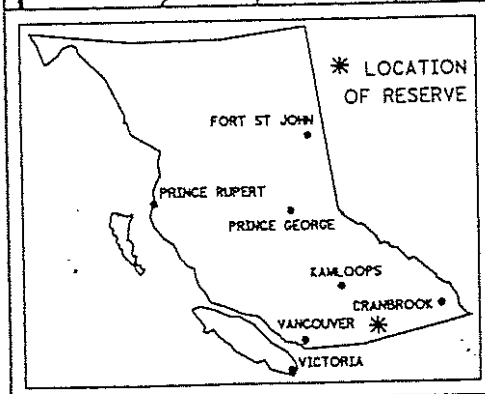 * LOCATION
OF RESERVE
FORT ST JOHN
PRINCE RUPERT
PRINCE GEORGE
KAMLOOPS
CRANBROOK
VANCOUVER
VICTORIA